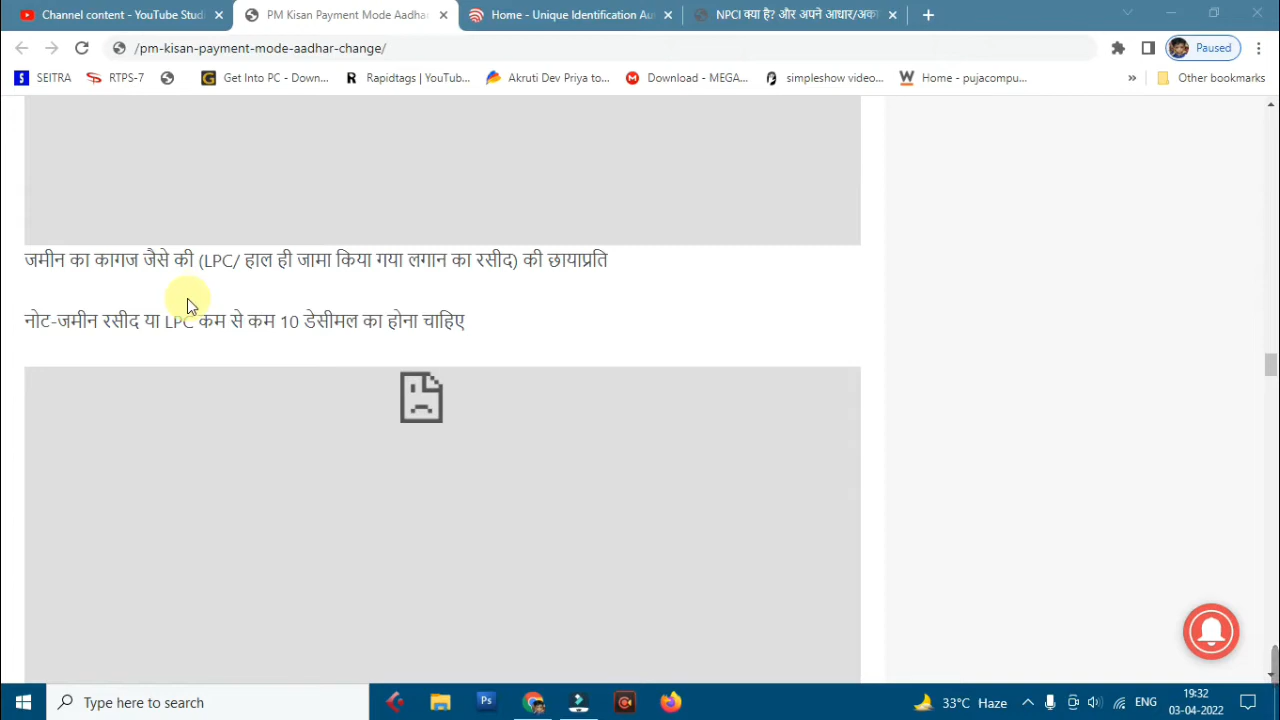 Channel content - YouTube Studi
PM Kisan Payment Mode Aadhar
Home - Unique Identification Au
NPCI क्या है? और अपने आधार/अका
/pm-kisan-payment-mode-aadhar-change/
Paused
SEITRA
RTPS-7
Get Into PC - Down...
Rapidtags | YouTub...
Akruti Dev Priya to...
Download - MEGA...
simpleshow video...
Home - pujacompu...
»
Other bookmarks
जमीन का कागज जैसे की (LPC/ हाल ही जामा किया गया लगान का रसीद) की छायाप्रति
नोट-जमीन रसीद या LPC कम से कम 10 डेसीमल का होना चाहिए
Type here to search
Ps
33°C Haze
ENG
19:32
03-04-2022